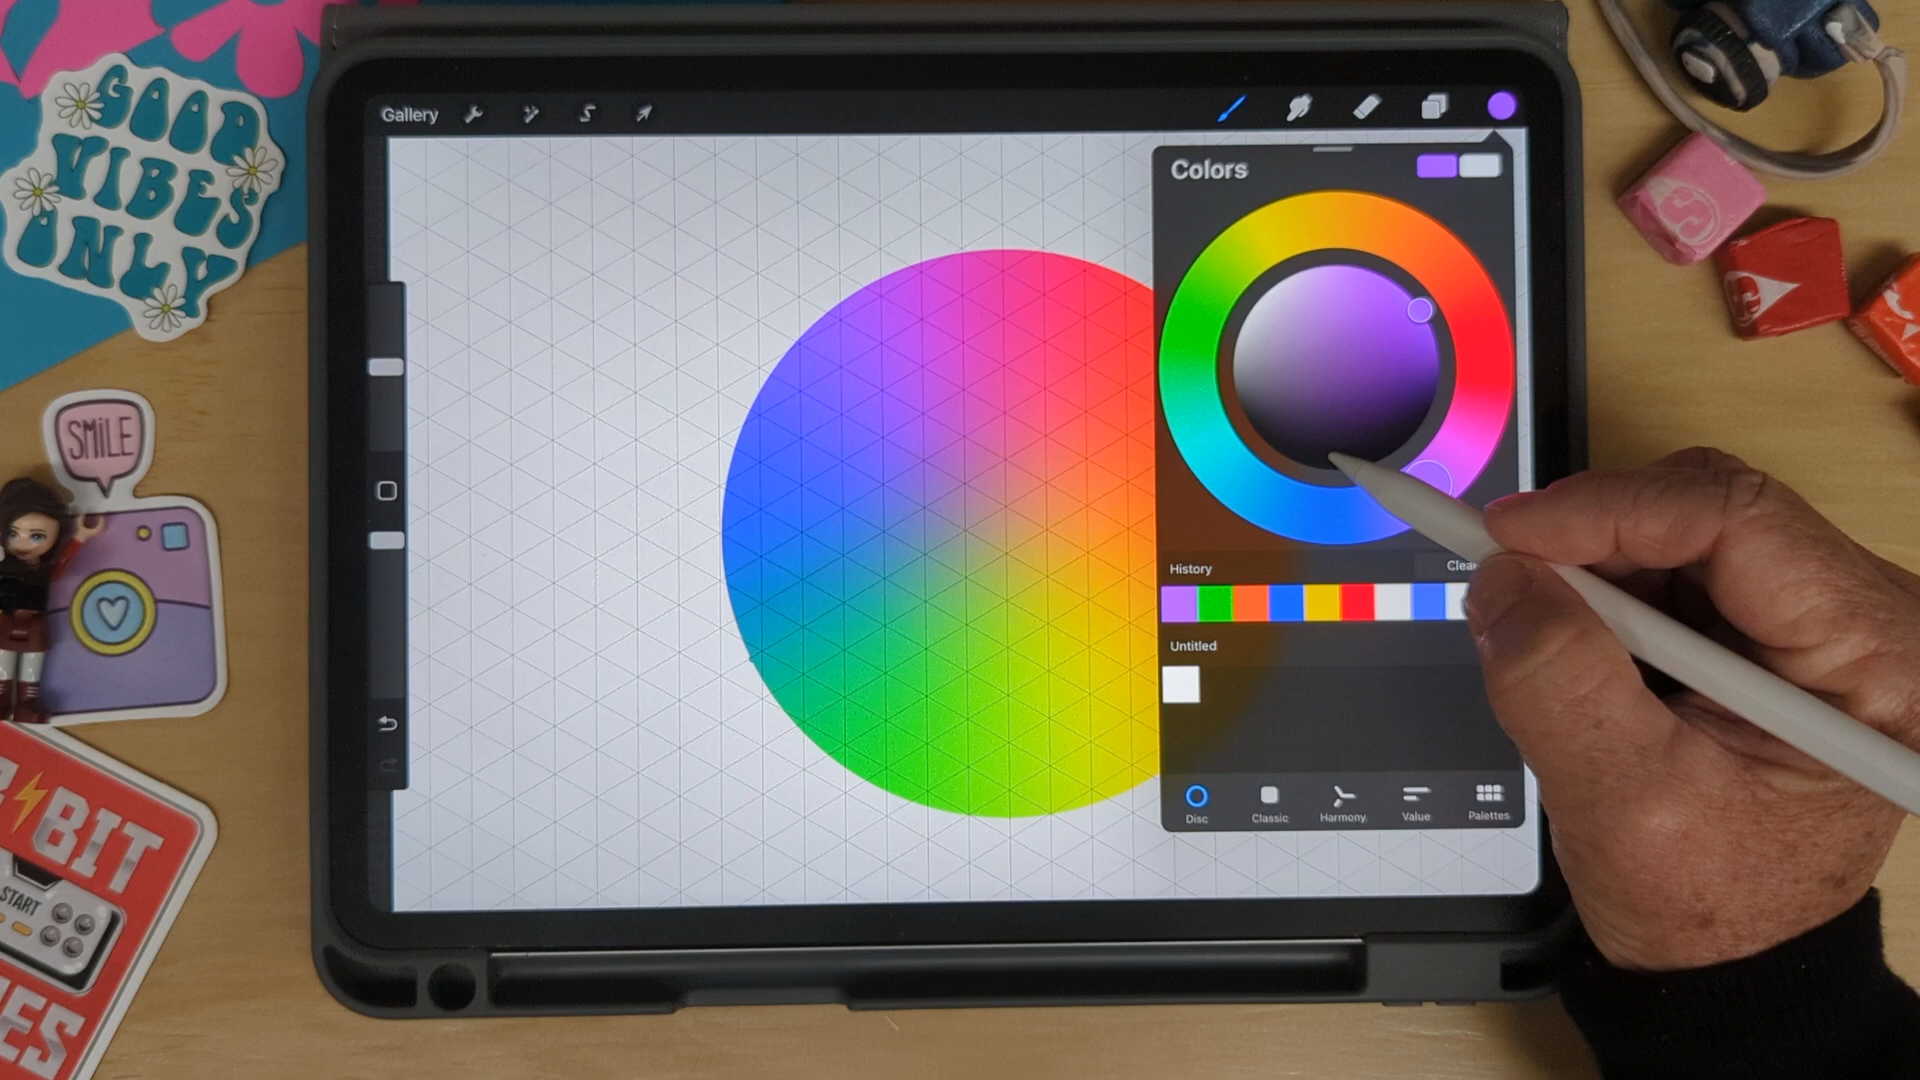 GOOD
VIBES
ONLY
SMiLE
BIT
START
Gallery
Colors
History
Untitled
Disc
Classic
Harmony
Value
Palettes